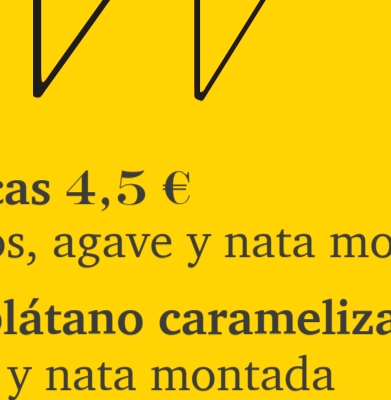 cas 4,5 €
os, agave y nata mo
plátano carameliza
y nata montada